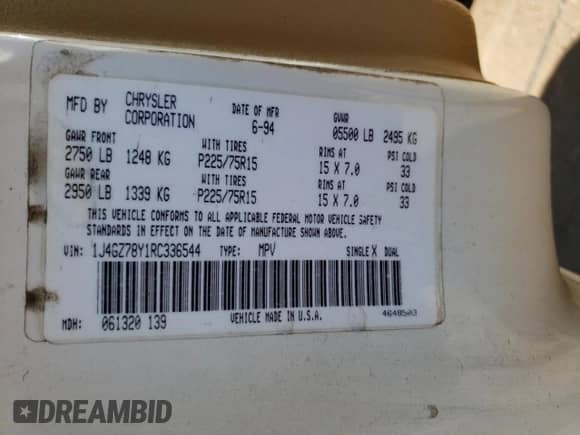 MFD BY CHRYSLER CORPORATION DATE OF MFR 6-94 GVWR 05500 LB 2495 KG
GAWR FRONT WITH TIRES RIMS AT PSI COLD
2750 LB 1248 KG P225/75R15 15 X 7.0 33
GAWR REAR WITH TIRES RIMS AT PSI COLD
2950 LB 1339 KG P225/75R15 15 X 7.0 33
THIS VEHICLE CONFORMS TO ALL APPLICABLE FEDERAL MOTOR VEHICLE SAFETY
STANDARDS IN EFFECT ON THE DATE OF MANUFACTURE SHOWN ABOVE.
VIN: 1J4GZ78Y1RC336544 TYPE: MPV SINGLE X DUAL
MDH: 061320 139 VEHICLE MADE IN U.S.A. 4648503
DREAMBID